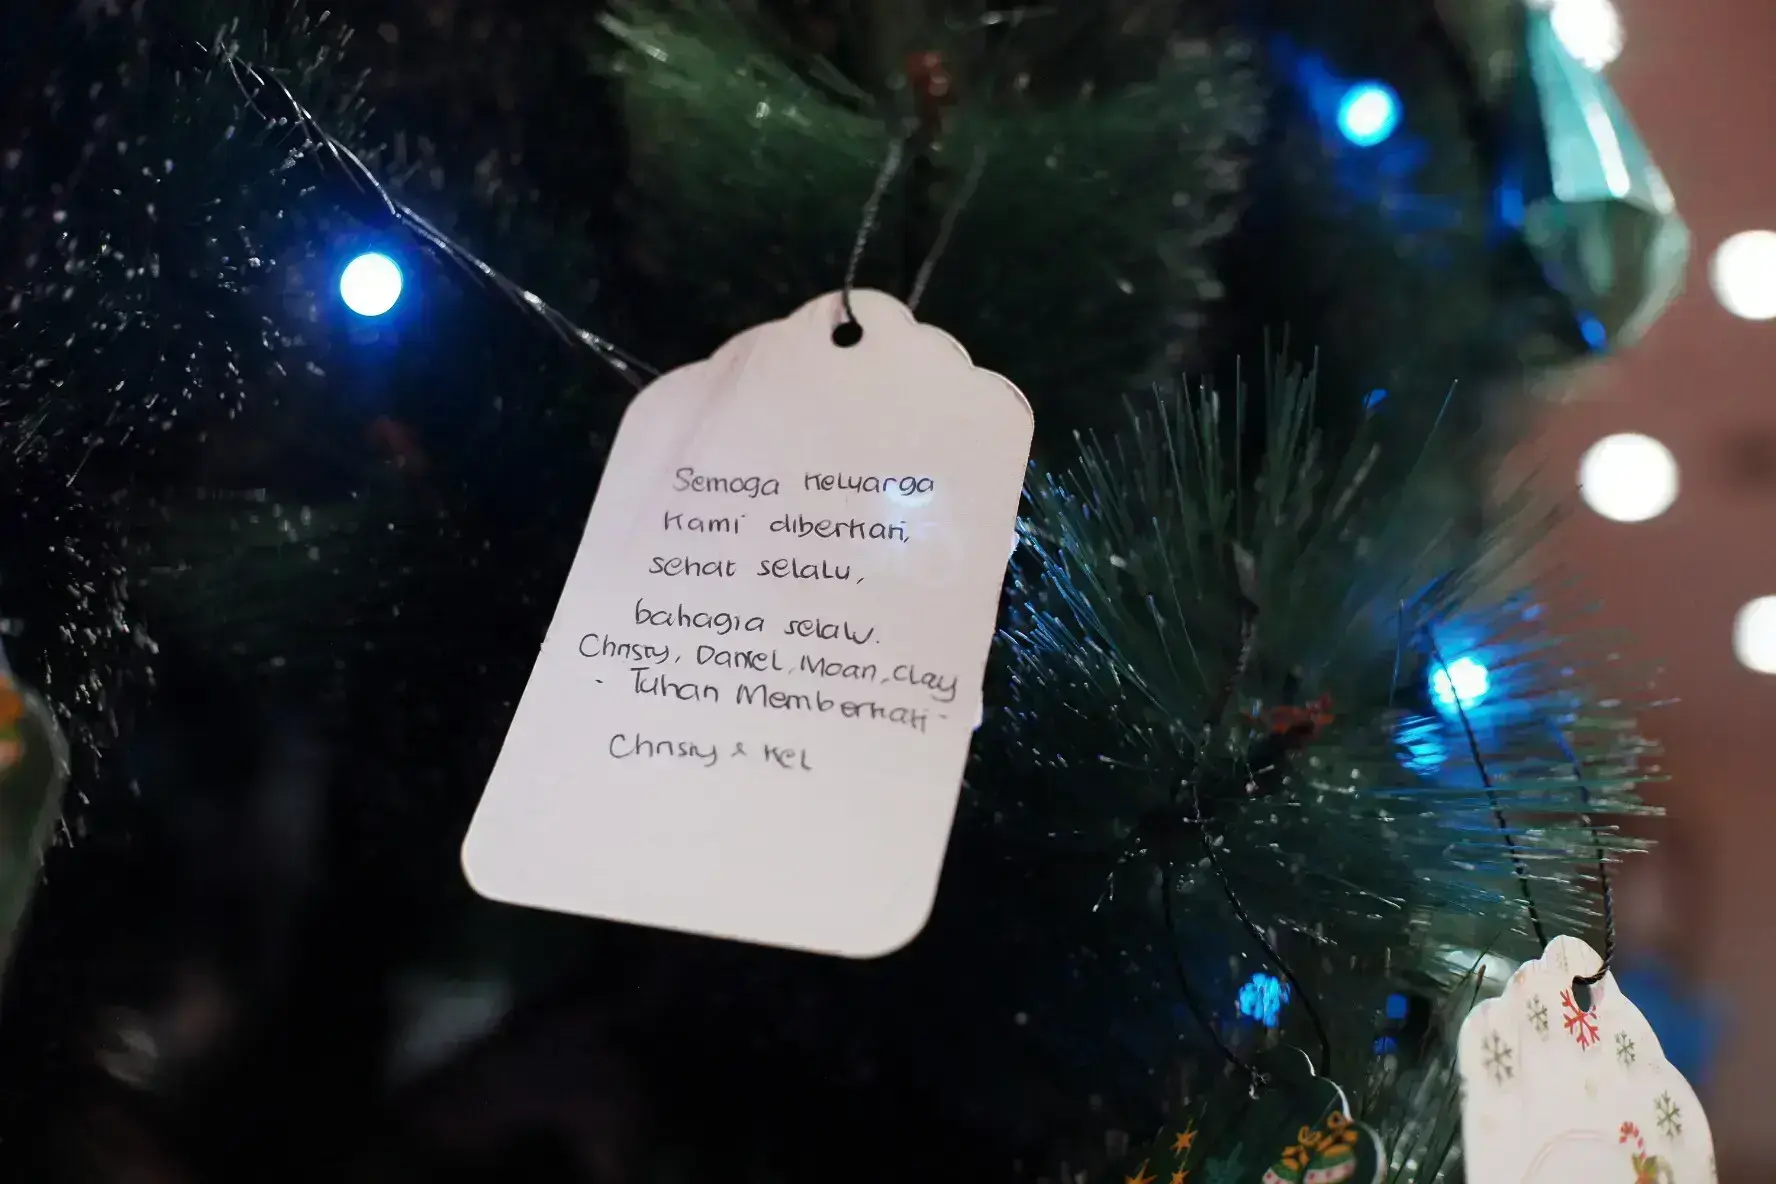 Semoga Keluarga
Kami diberkati,
sehat selalu,
bahagia selalu.
Christy, Daniel, Moan, Clay
- Tuhan Memberkati -
Christy & Kel